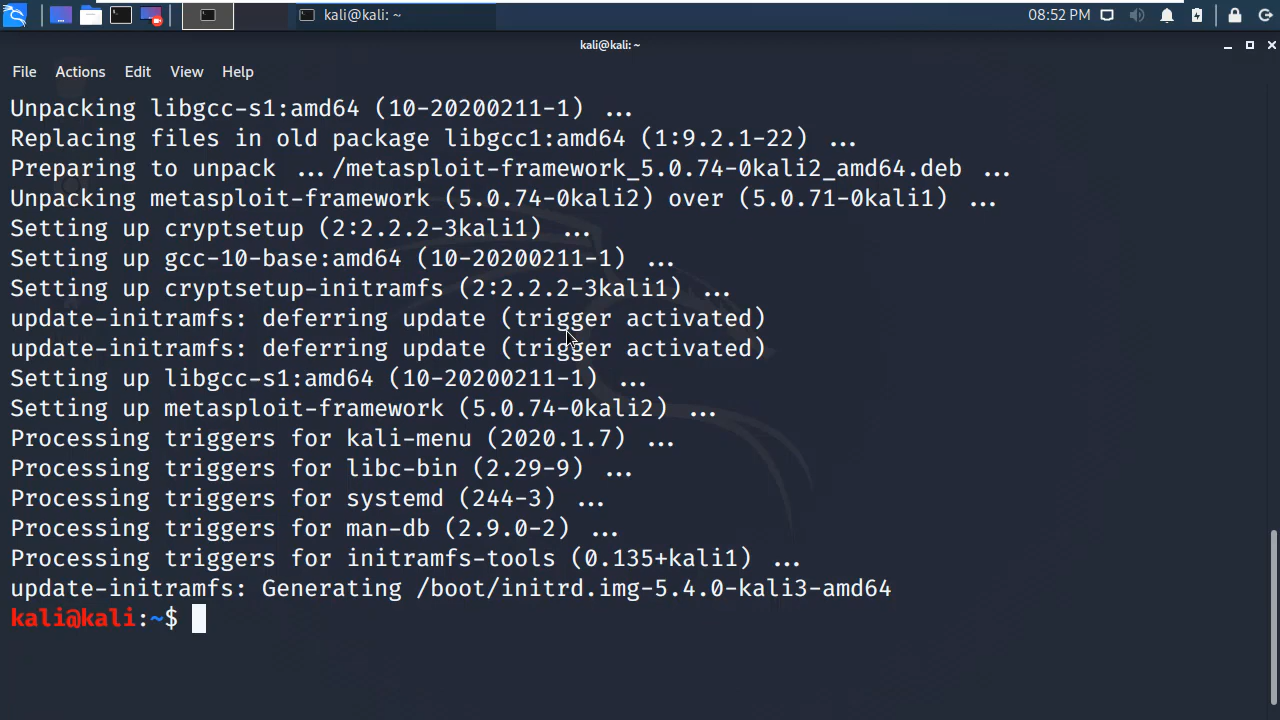 kali@kali: ~
08:52 PM
kali@kali: ~
File Actions Edit View Help
Unpacking libgcc-s1:amd64 (10-20200211-1) ...
Replacing files in old package libgcc1:amd64 (1:9.2.1-22) ...
Preparing to unpack .../metasploit-framework_5.0.74-0kali2_amd64.deb ...
Unpacking metasploit-framework (5.0.74-0kali2) over (5.0.71-0kali1) ...
Setting up cryptsetup (2:2.2.2-3kali1) ...
Setting up gcc-10-base:amd64 (10-20200211-1) ...
Setting up cryptsetup-initramfs (2:2.2.2-3kali1) ...
update-initramfs: deferring update (trigger activated)
update-initramfs: deferring update (trigger activated)
Setting up libgcc-s1:amd64 (10-20200211-1) ...
Setting up metasploit-framework (5.0.74-0kali2) ...
Processing triggers for kali-menu (2020.1.7) ...
Processing triggers for libc-bin (2.29-9) ...
Processing triggers for systemd (244-3) ...
Processing triggers for man-db (2.9.0-2) ...
Processing triggers for initramfs-tools (0.135+kali1) ...
update-initramfs: Generating /boot/initrd.img-5.4.0-kali3-amd64
kali@kali:~$